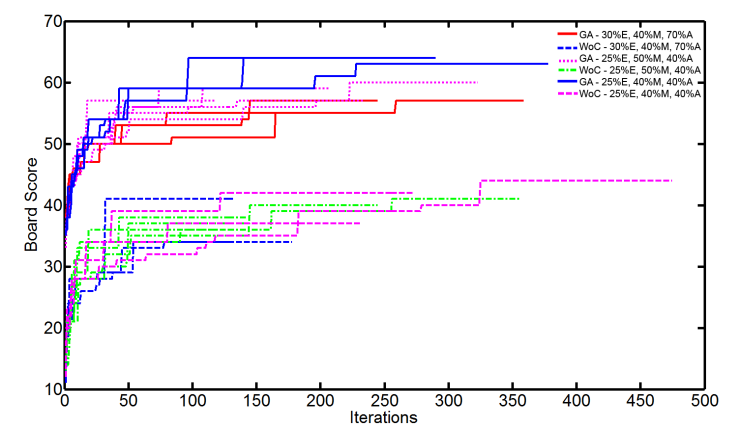 70
60
50
40
30
20
10
Board Score
GA - 30%E, 40%M, 70%A
WoC - 30%E, 40%M, 70%A
GA - 25%E, 50%M, 40%A
WoC - 25%E, 50%M, 40%A
GA - 25%E, 40%M, 40%A
WoC - 25%E, 40%M, 40%A
0 50 100 150 200 250 300 350 400 450 500
Iterations